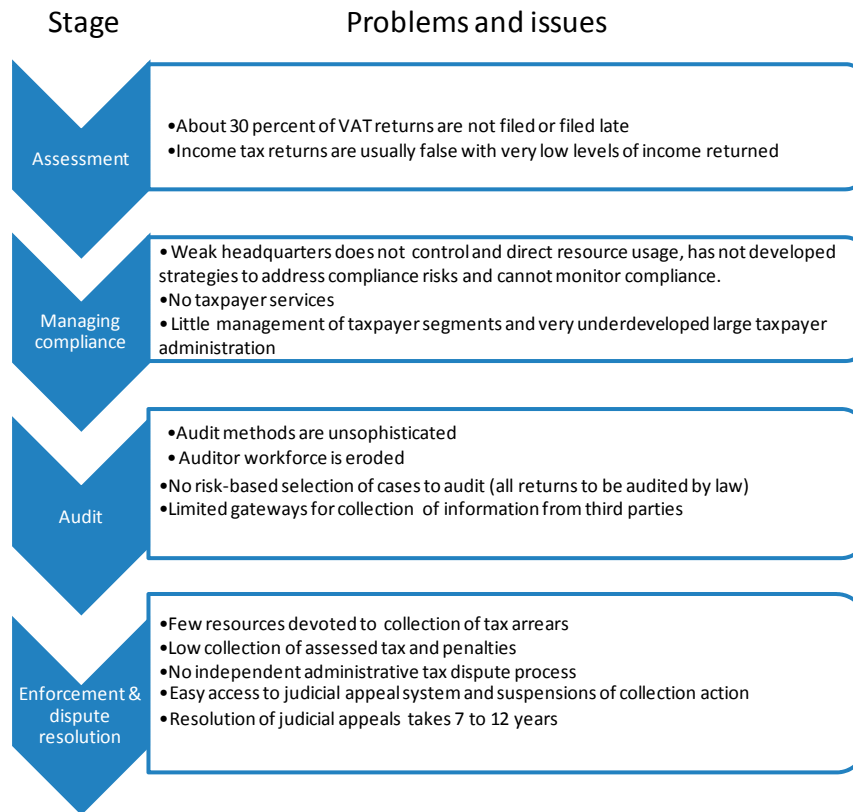 Stage
Problems and issues
Assessment
•About 30 percent of VAT returns are not filed or filed late
•Income tax returns are usually false with very low levels of income returned
Managing
compliance
• Weak headquarters does not control and direct resource usage, has not developed
strategies to address compliance risks and cannot monitor compliance.
•No taxpayer services
• Little management of taxpayer segments and very underdeveloped large taxpayer
administration
Audit
•Audit methods are unsophisticated
• Auditor workforce is eroded
•No risk-based selection of cases to audit (all returns to be audited by law)
•Limited gateways for collection of information from third parties
Enforcement &
dispute
resolution
•Few resources devoted to collection of tax arrears
•Low collection of assessed tax and penalties
•No independent administrative tax dispute process
•Easy access to judicial appeal system and suspensions of collection action
•Resolution of judicial appeals takes 7 to 12 years